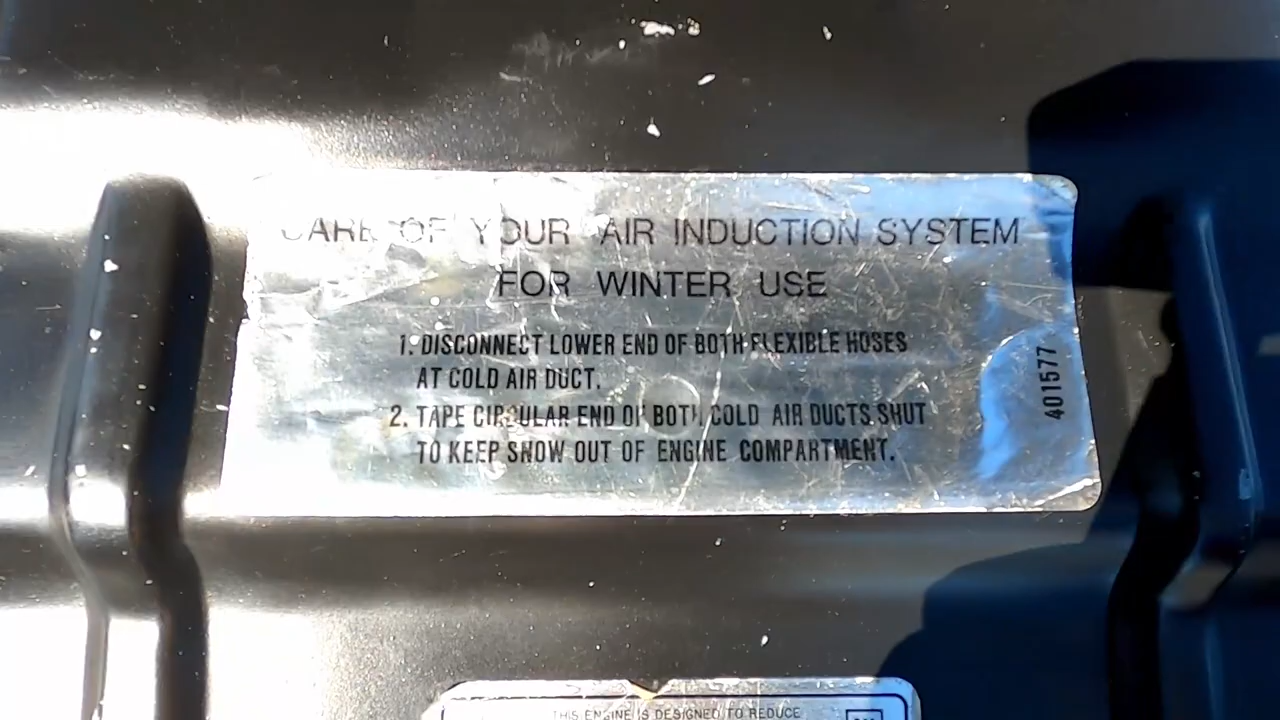 CARE OF YOUR AIR INDUCTION SYSTEM
FOR WINTER USE
1. DISCONNECT LOWER END OF BOTH FLEXIBLE HOSES
AT COLD AIR DUCT.
2. TAPE CIRCULAR END OF BOTH COLD AIR DUCTS SHUT
TO KEEP SNOW OUT OF ENGINE COMPARTMENT.
401577
THIS ENGINE IS DESIGNED TO REDUCE